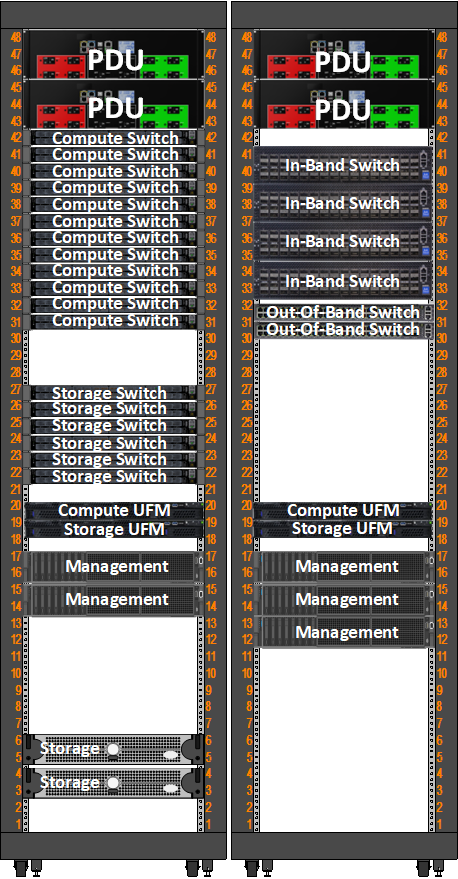 48 48
47 PDU 47
46 46
45 45
44 PDU 44
43 43
42 Compute Switch 42
41 Compute Switch 41
40 Compute Switch 40
39 Compute Switch 39
38 Compute Switch 38
37 Compute Switch 37
36 Compute Switch 36
35 Compute Switch 35
34 Compute Switch 34
33 Compute Switch 33
32 Compute Switch 32
31 Compute Switch 31
30 30
29 29
28 28
27 Storage Switch 27
26 Storage Switch 26
25 Storage Switch 25
24 Storage Switch 24
23 Storage Switch 23
22 Storage Switch 22
21 21
20 Compute UFM 20
19 Storage UFM 19
18 18
17 17
Management
16 16
15 15
Management
14 14
13 13
12 12
11 11
10 10
9 9
8 8
7 7
6 6
Storage
5 5
4 4
Storage
3 3
2 2
1 1
48 48
47 PDU 47
46 46
45 45
44 PDU 44
43 43
42 42
41 41
In-Band Switch
40 40
39 39
38 In-Band Switch 38
37 37
36 In-Band Switch 36
35 35
34 34
In-Band Switch
33 33
32 Out-Of-Band Switch 32
31 31
Out-Of-Band Switch
30 30
29 29
28 28
27 27
26 26
25 25
24 24
23 23
22 22
21 21
20 Compute UFM 20
19 Storage UFM 19
18 18
17 17
Management
16 16
15 15
Management
14 14
13 13
Management
12 12
11 11
10 10
9 9
8 8
7 7
6 6
5 5
4 4
3 3
2 2
1 1